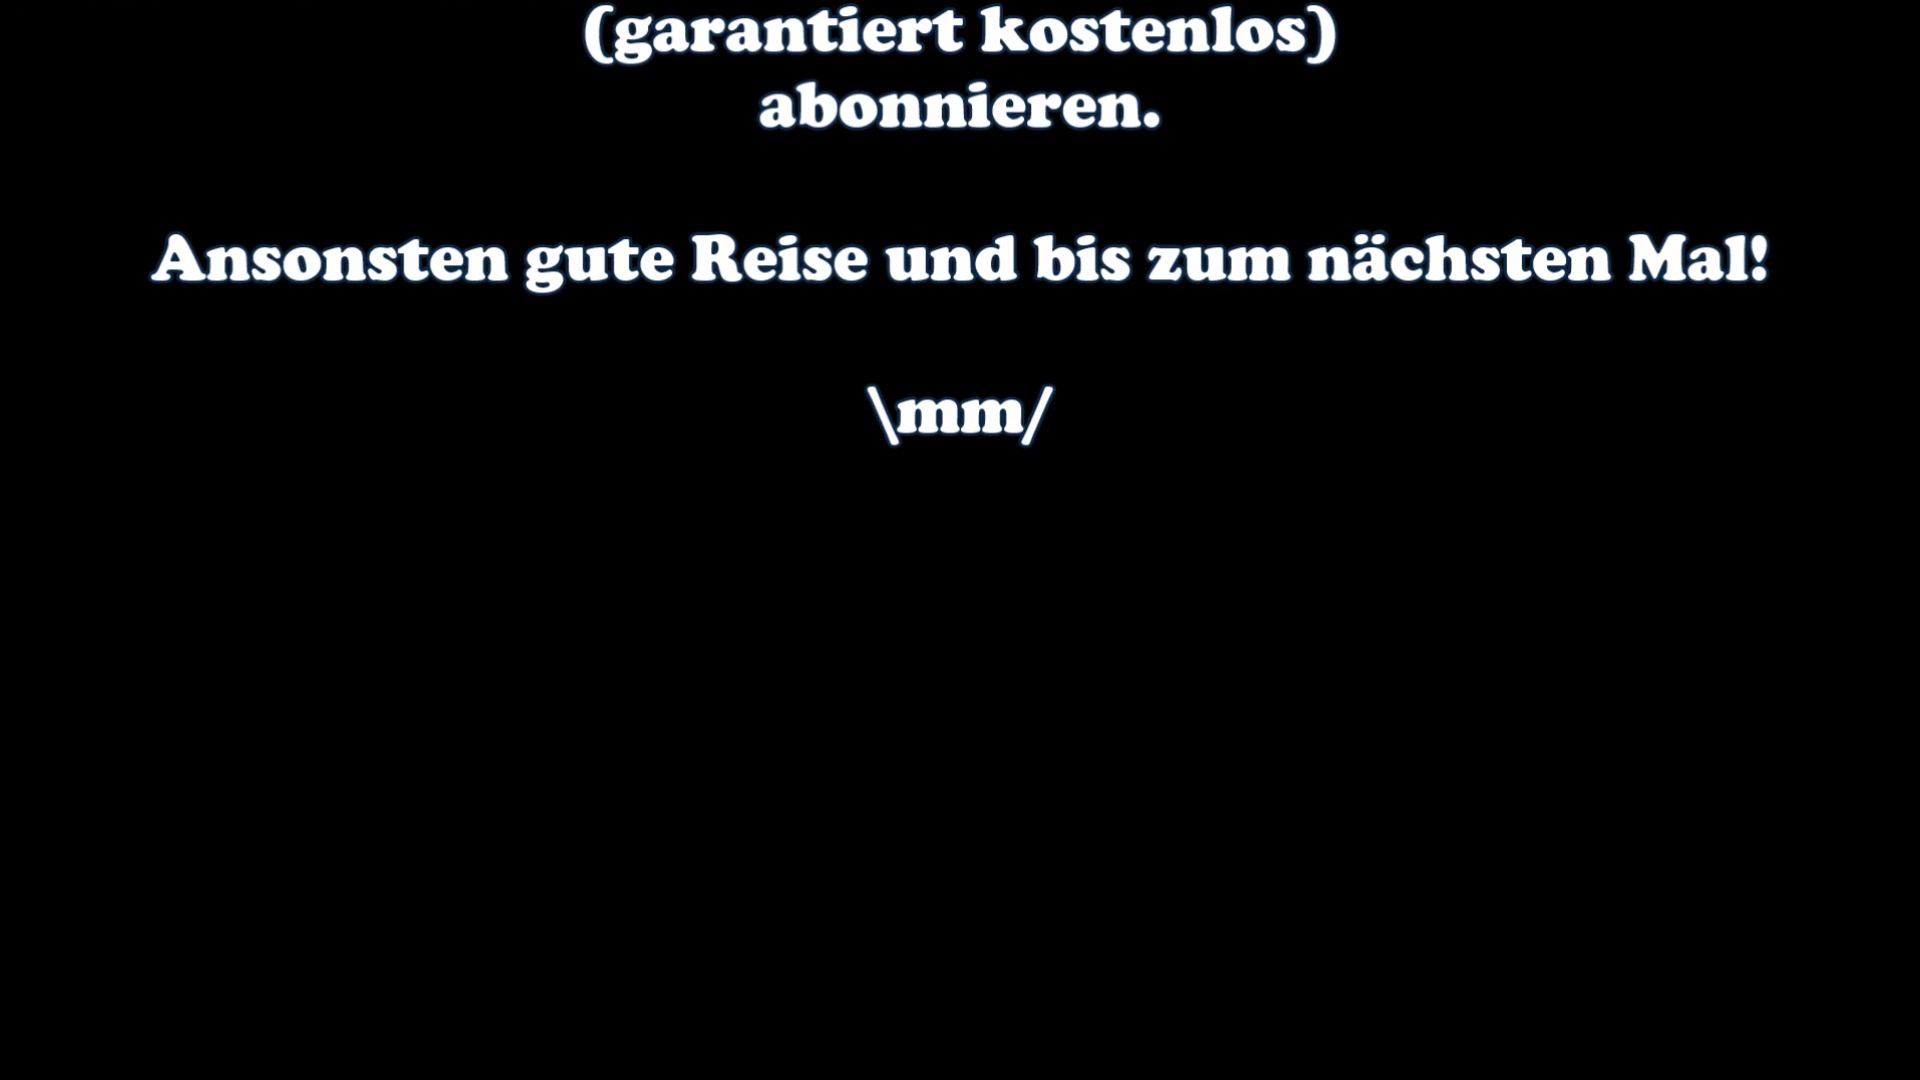 (garantiert kostenlos)
abonnieren.
Ansonsten gute Reise und bis zum nächsten Mal!
\mm/